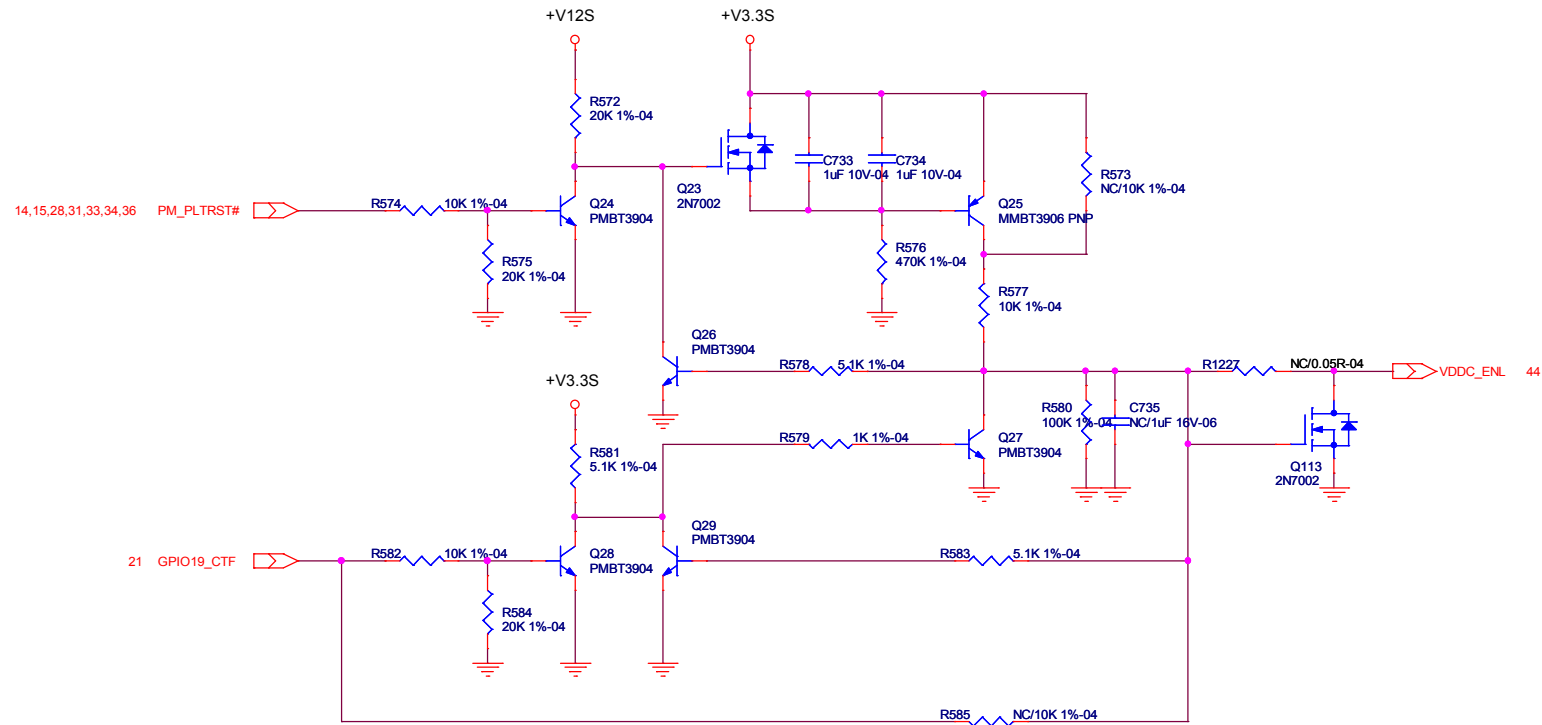 +V12S
+V3.3S
R572
20K 1%-04
C733
1uF 10V-04
C734
1uF 10V-04
R573
NC/10K 1%-04
Q23
2N7002
14,15,28,31,33,34,36 PM_PLTRST#
R574 10K 1%-04
Q24
PMBT3904
Q25
MMBT3906 PNP
R575
20K 1%-04
R576
470K 1%-04
R577
10K 1%-04
Q26
PMBT3904
R578 5.1K 1%-04
R1227 NC/0.05R-04
VDDC_ENL 44
+V3.3S
R580
100K 1%-04
C735
NC/1uF 16V-06
R579 1K 1%-04
Q27
PMBT3904
R581
5.1K 1%-04
Q113
2N7002
Q29
PMBT3904
21 GPIO19_CTF
R582 10K 1%-04
Q28
PMBT3904
R583 5.1K 1%-04
R584
20K 1%-04
R585 NC/10K 1%-04